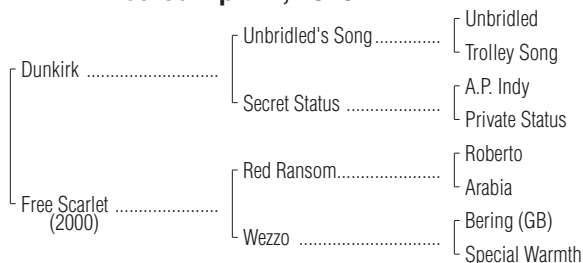 Unbridled
Unbridled's Song
Trolley Song
Dunkirk
A.P. Indy
Secret Status
Private Status
Roberto
Red Ransom
Arabia
Free Scarlet
(2000)
Bering (GB)
Wezzo
Special Warmth